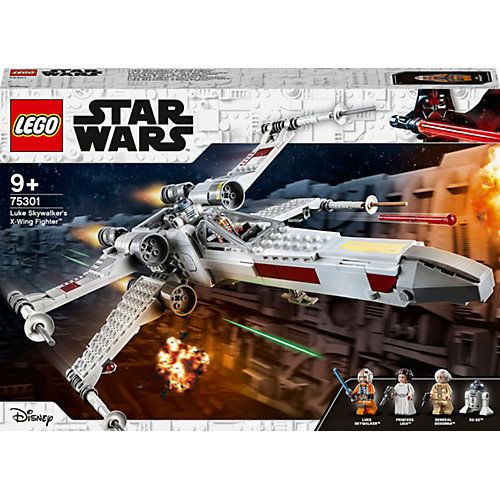 LEGO
STAR
WARS
9+
75301
Luke Skywalker's
X-Wing Fighter™
Disney
LUKE
SKYWALKER™
PRINCESS
LEIA™
GENERAL
DODONNA™
R2-D2™